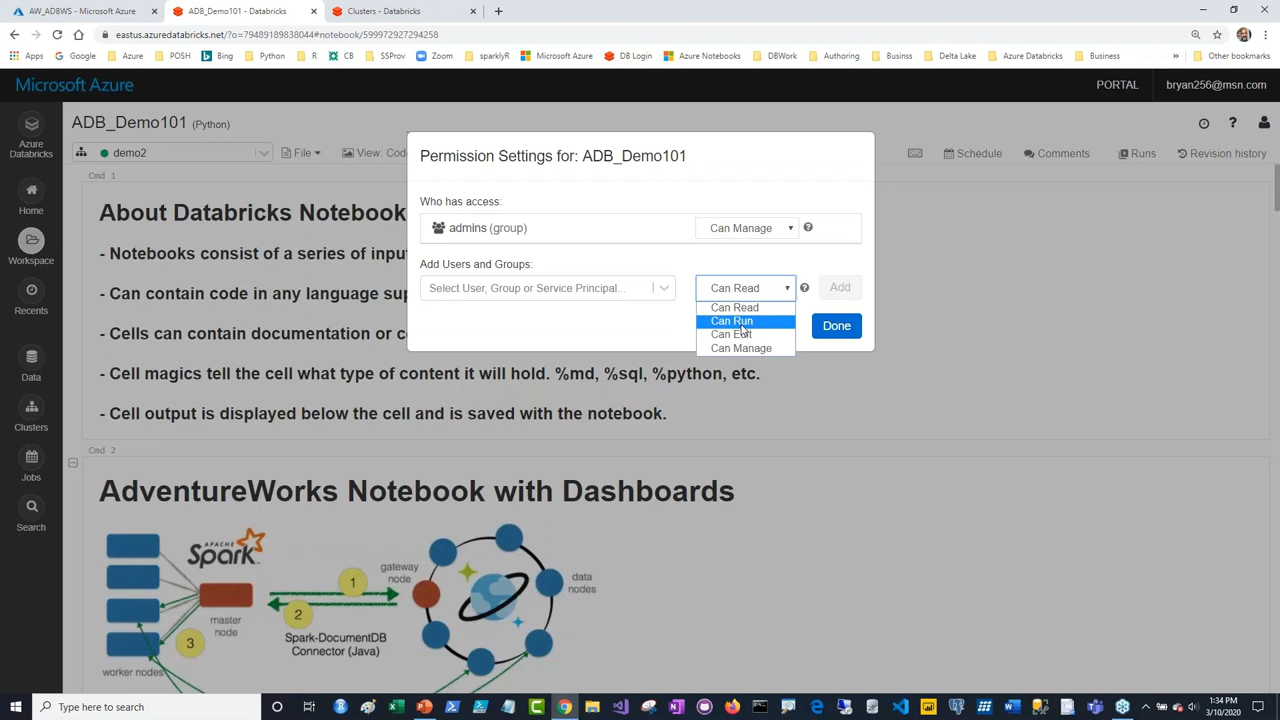 AW_ADBWS - Microsoft Azure
ADB_Demo101 - Databricks
Clusters - Databricks
eastus.azuredatabricks.net/?o=79489189838044#notebook/599972927294258
Apps Google Azure POSH Bing Python R CB SSProv Zoom sparklyR Microsoft Azure DB Login Azure Notebooks DBWork Authoring Businss Delta Lake Azure Databricks Business » Other bookmarks
Microsoft Azure
PORTAL
bryan256@msn.com
Azure
Databricks
Home
Workspace
Recents
Data
Clusters
Jobs
Search
ADB_Demo101 (Python)
demo2
File
View: Code
Schedule
Comments
Runs
Revision history
Permission Settings for: ADB_Demo101
Who has access:
admins (group)
Can Manage
Add Users and Groups:
Select User, Group or Service Principal...
Can Read
Add
Can Read
Can Run
Can Edit
Can Manage
Done
Cmd 1
About Databricks Notebook
- Notebooks consist of a series of inpu
- Can contain code in any language su
- Cells can contain documentation or c
- Cell magics tell the cell what type of content it will hold. %md, %sql, %python, etc.
- Cell output is displayed below the cell and is saved with the notebook.
Cmd 2
AdventureWorks Notebook with Dashboards
APACHE
Spark
gateway
node
data
nodes
1
2
3
master
node
Spark-DocumentDB
Connector (Java)
worker nodes
Type here to search
1:34 PM
3/10/2020